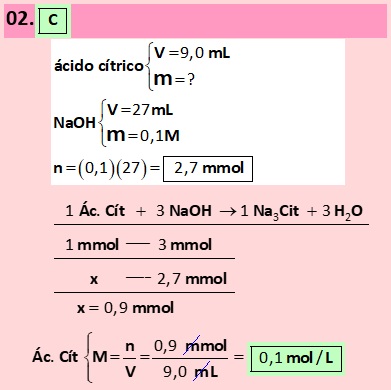 02. C
ácido cítrico { V = 9,0 mL
m = ?
NaOH { V = 27 mL
m = 0,1M
n = (0,1)(27) = 2,7 mmol
1 Ác. Cít + 3 NaOH → 1 Na₃Cit + 3 H₂O
1 mmol —— 3 mmol
x —-– 2,7 mmol
x = 0,9 mmol
Ác. Cít { M = n/V = 0,9 mmol / 9,0 mL = 0,1 mol / L